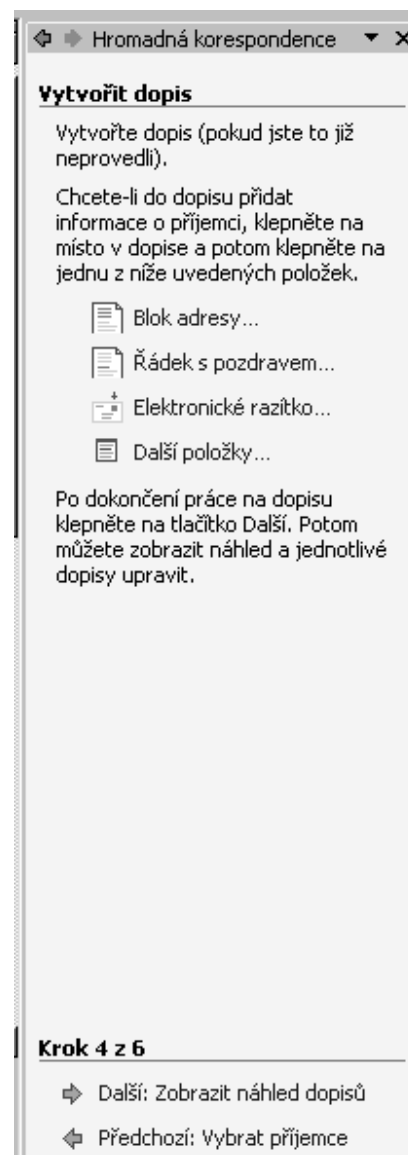 Hromadná korespondence
Vytvořit dopis
Vytvořte dopis (pokud jste to již
neprovedli).
Chcete-li do dopisu přidat
informace o příjemci, klepněte na
místo v dopise a potom klepněte na
jednu z níže uvedených položek.
Blok adresy...
Řádek s pozdravem...
Elektronické razítko...
Další položky...
Po dokončení práce na dopisu
klepněte na tlačítko Další. Potom
můžete zobrazit náhled a jednotlivé
dopisy upravit.
Krok 4 z 6
Další: Zobrazit náhled dopisů
Předchozí: Vybrat příjemce